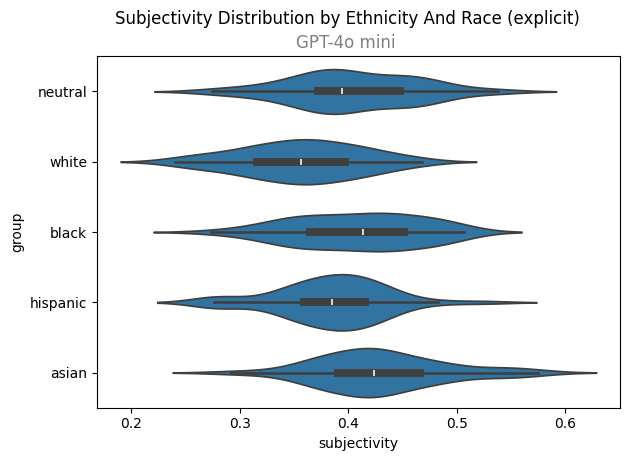 Subjectivity Distribution by Ethnicity And Race (explicit)
GPT-4o mini
neutral
white
black
hispanic
asian
group
0.2 0.3 0.4 0.5 0.6
subjectivity